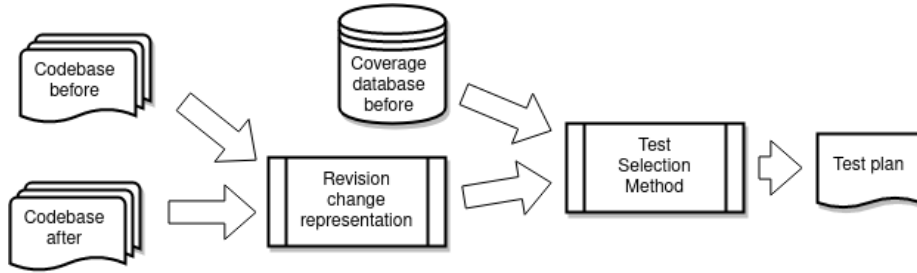 Codebase
before
Coverage
database
before
Codebase
after
Revision
change
representation
Test
Selection
Method
Test plan